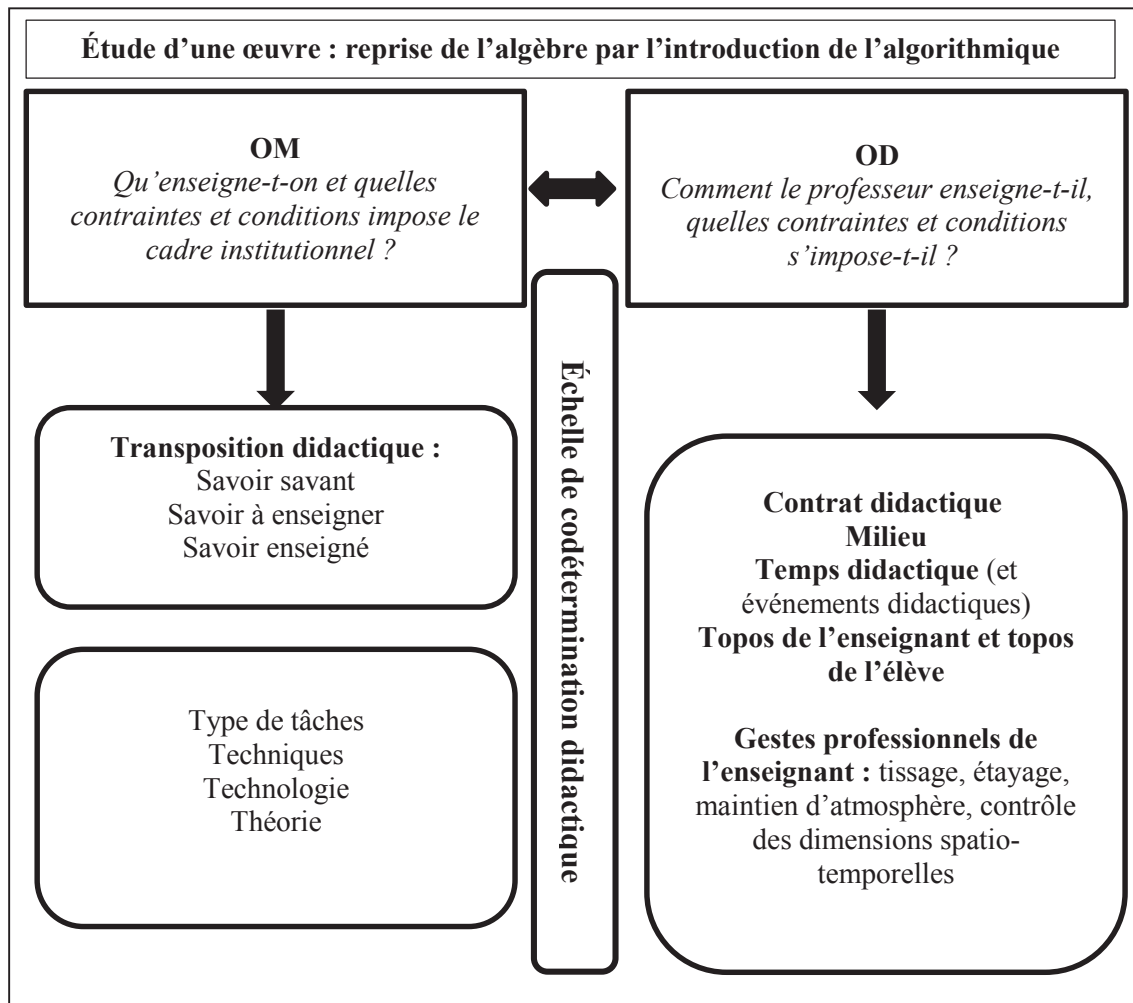 Étude d’une œuvre : reprise de l’algèbre par l’introduction de l’algorithmique
OM
Qu’enseigne-t-on et quelles
contraintes et conditions impose le
cadre institutionnel ?
OD
Comment le professeur enseigne-t-il,
quelles contraintes et conditions
s’impose-t-il ?
Échelle de codétermination didactique
Transposition didactique :
Savoir savant
Savoir à enseigner
Savoir enseigné
Type de tâches
Techniques
Technologie
Théorie
Contrat didactique
Milieu
Temps didactique (et
événements didactiques)
Topos de l’enseignant et topos
de l’élève
Gestes professionnels de
l’enseignant : tissage, étayage,
maintien d’atmosphère, contrôle
des dimensions spatio-
temporelles